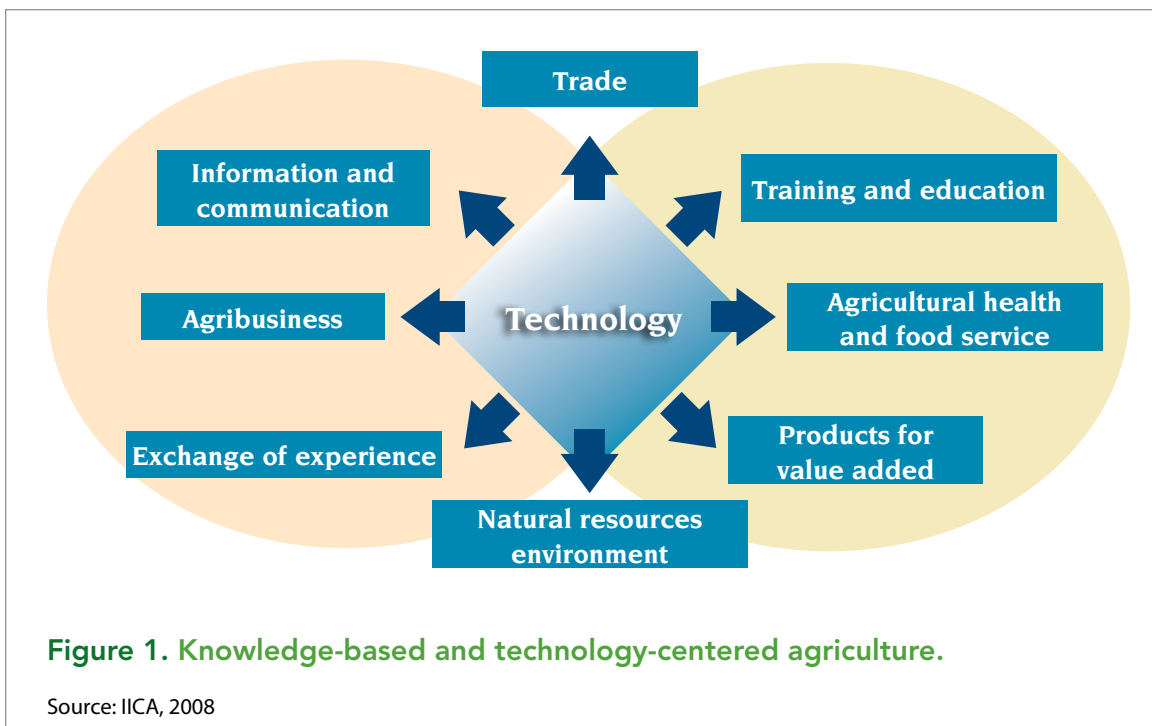 Trade
Information and
communication
Training and education
Agribusiness
Technology
Agricultural health
and food service
Exchange of experience
Products for
value added
Natural resources
environment
Figure 1. Knowledge-based and technology-centered agriculture.
Source: IICA, 2008